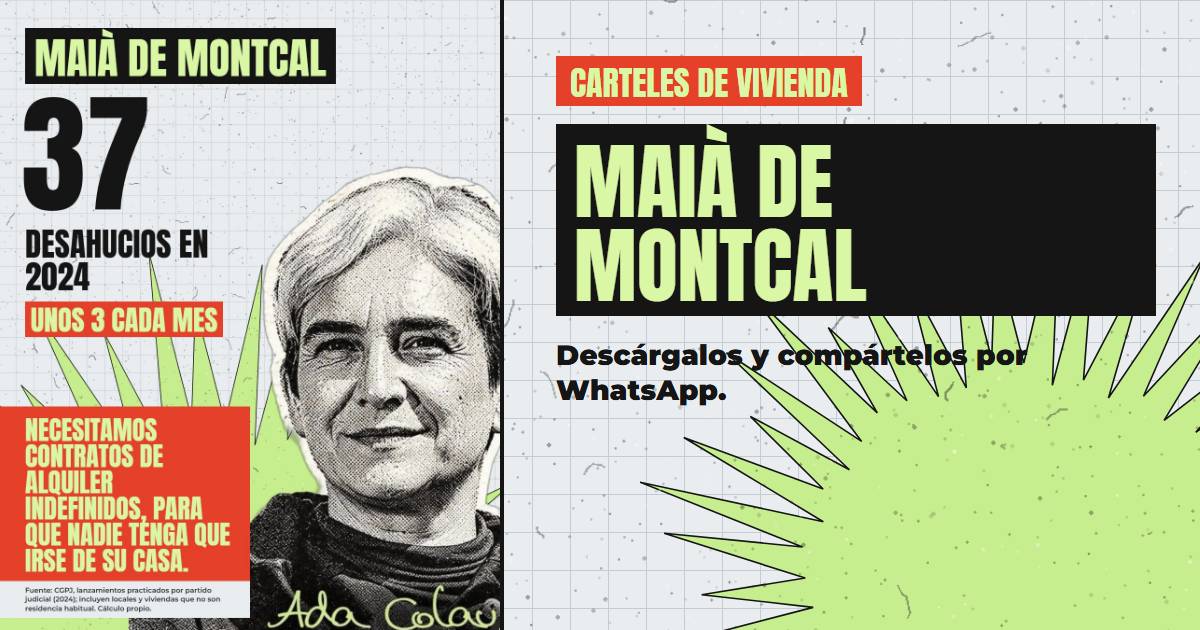 MAIÀ DE MONTCAL
37
DESAHUCIOS EN
2024
UNOS 3 CADA MES
NECESITAMOS
CONTRATOS DE
ALQUILER
INDEFINIDOS, PARA
QUE NADIE TENGA QUE
IRSE DE SU CASA.
Fuente: CGPJ, lanzamientos practicados por partido
judicial (2024); incluyen locales y viviendas que no son
residencia habitual. Cálculo propio.
Ada Colau
CARTELES DE VIVIENDA
MAIÀ DE
MONTCAL
Descárgalos y compártelos por
WhatsApp.